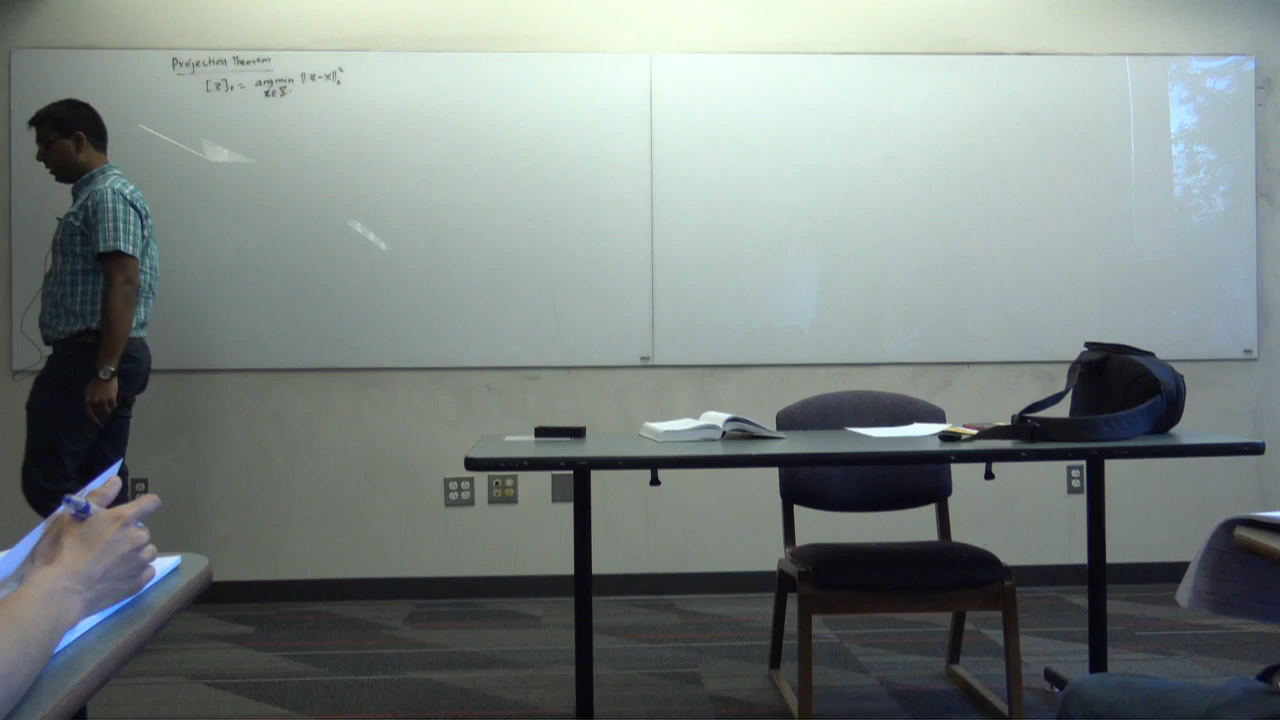 Projection Theorem
[z]₊ = argmin ‖z-x‖₂²
x∈X